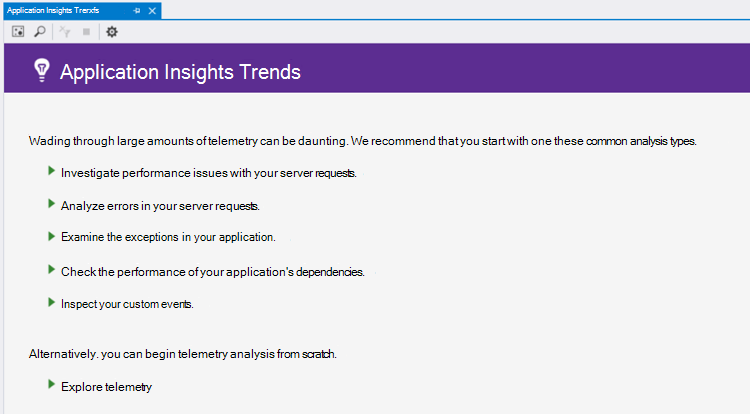 Application Insights Trerxfs
Application Insights Trends
Wading through large amounts of telemetry can be daunting. We recommend that you start with one these common analysis types.
Investigate performance issues with your server requests.
Analyze errors in your server requests.
Examine the exceptions in your application.
Check the performance of your application's dependencies.
Inspect your custom events.
Alternatively. you can begin telemetry analysis from scratch.
Explore telemetry